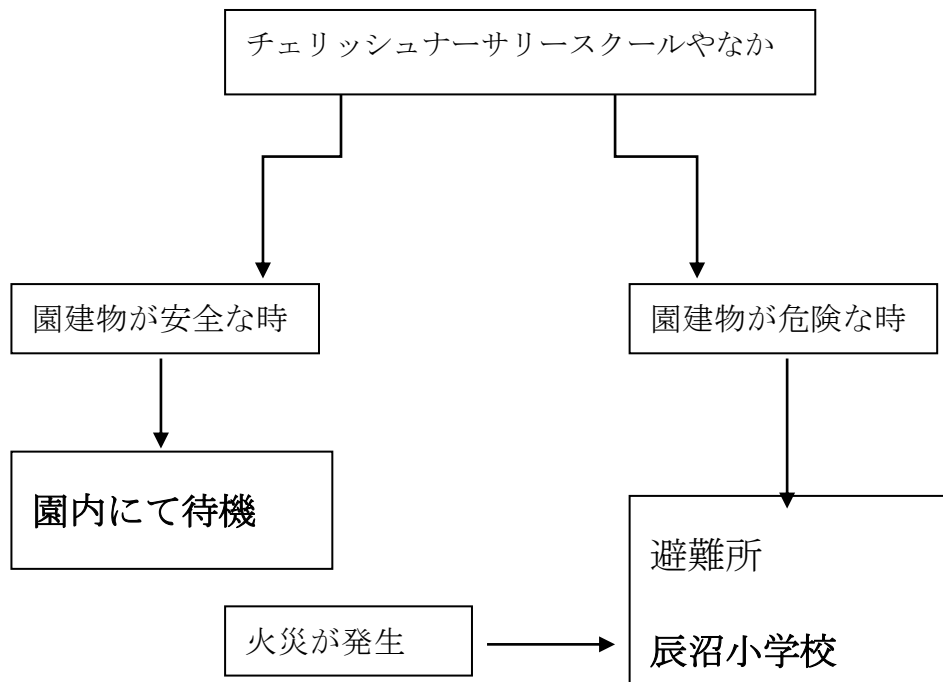 チェリッシュナーサリースクールやなか
園建物が安全な時
園建物が危険な時
園内にて待機
避難所
火災が発生
辰沼小学校